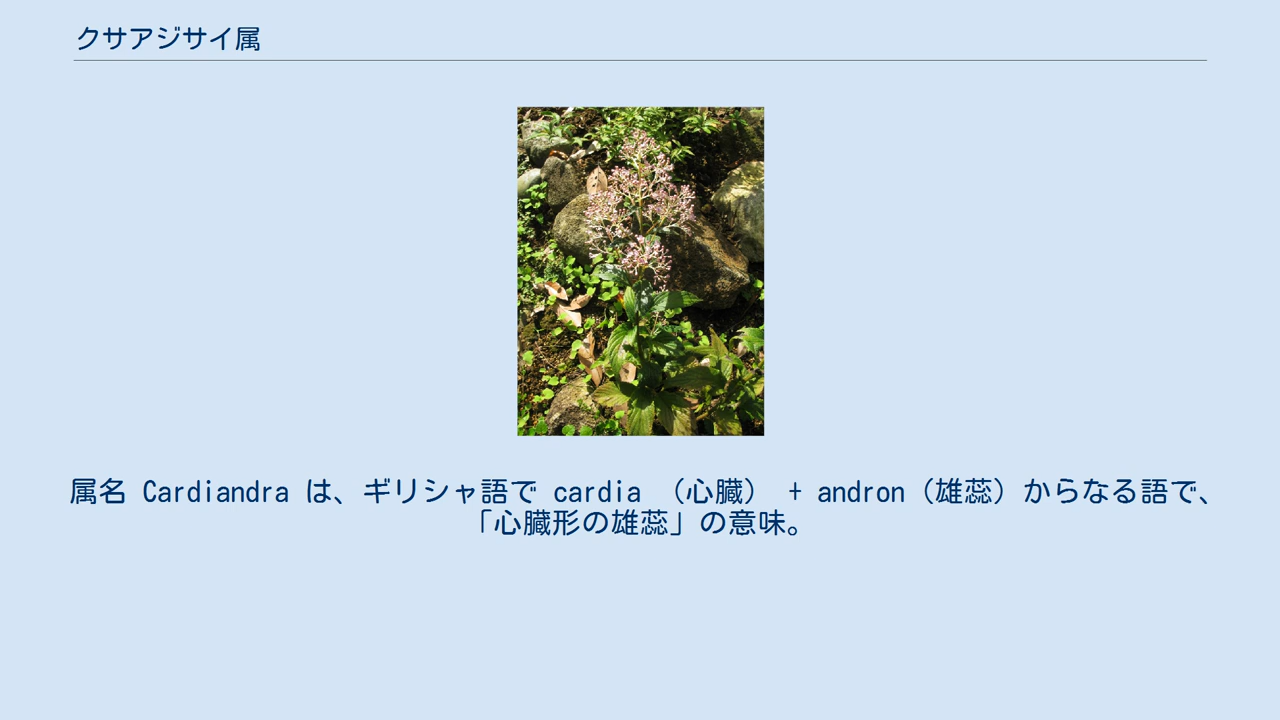 クサアジサイ属
属名 Cardiandra は、ギリシャ語で cardia （心臓） + andron（雄蕊）からなる語で、
「心臓形の雄蕊」の意味。